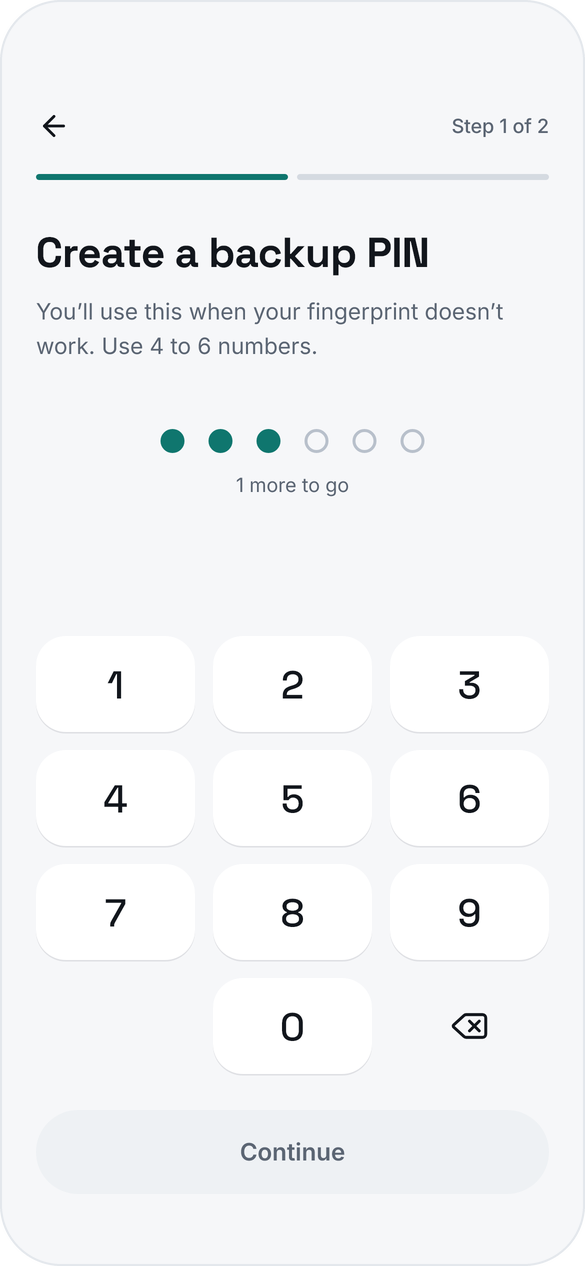 Step 1 of 2
Create a backup PIN
You’ll use this when your fingerprint doesn’t
work. Use 4 to 6 numbers.
1 more to go
1 2 3
4 5 6
7 8 9
0
Continue